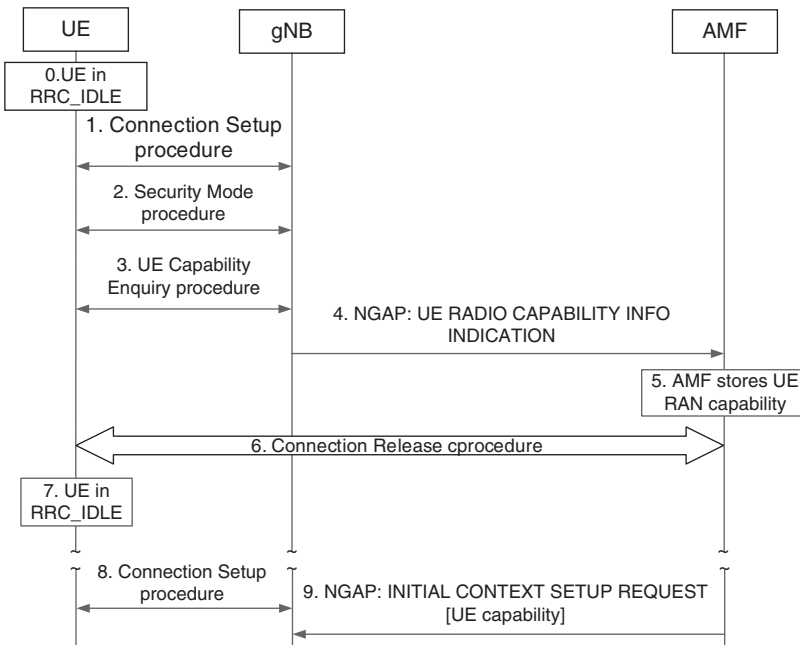 UE
gNB
AMF
0.UE in
RRC_IDLE
1. Connection Setup
procedure
2. Security Mode
procedure
3. UE Capability
Enquiry procedure
4. NGAP: UE RADIO CAPABILITY INFO
INDICATION
5. AMF stores UE
RAN capability
6. Connection Release cprocedure
7. UE in
RRC_IDLE
8. Connection Setup
procedure
9. NGAP: INITIAL CONTEXT SETUP REQUEST
[UE capability]